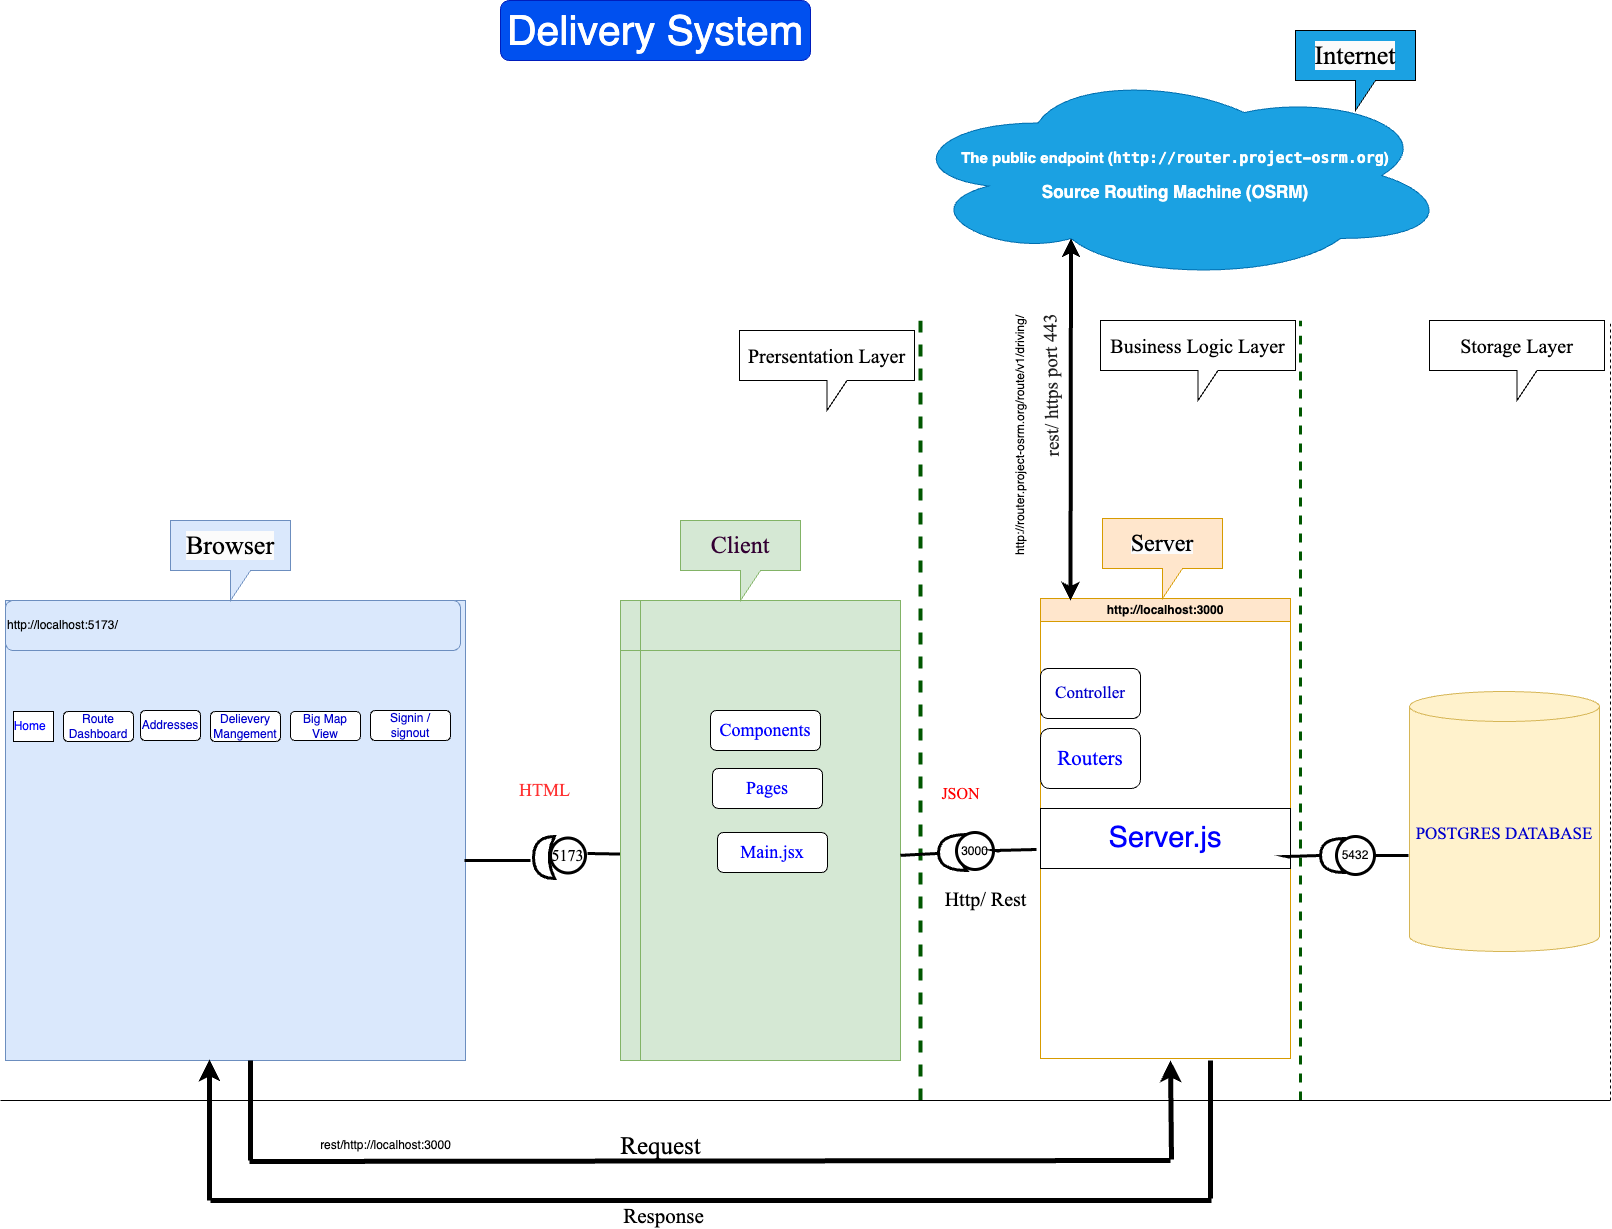 Delivery System
Internet
The public endpoint (http://router.project-osrm.org)
Source Routing Machine (OSRM)
http://router.project-osrm.org/route/v1/driving/
rest/ https port 443
Prersentation Layer
Business Logic Layer
Storage Layer
Browser
Client
Server
http://localhost:5173/
http://localhost:3000
Home
Route
Dashboard
Addresses
Delievery
Mangement
Big Map
View
Signin /
signout
Components
Pages
Main.jsx
Controller
Routers
Server.js
HTML
5173
JSON
3000
Http/ Rest
5432
POSTGRES DATABASE
rest/http://localhost:3000
Request
Response